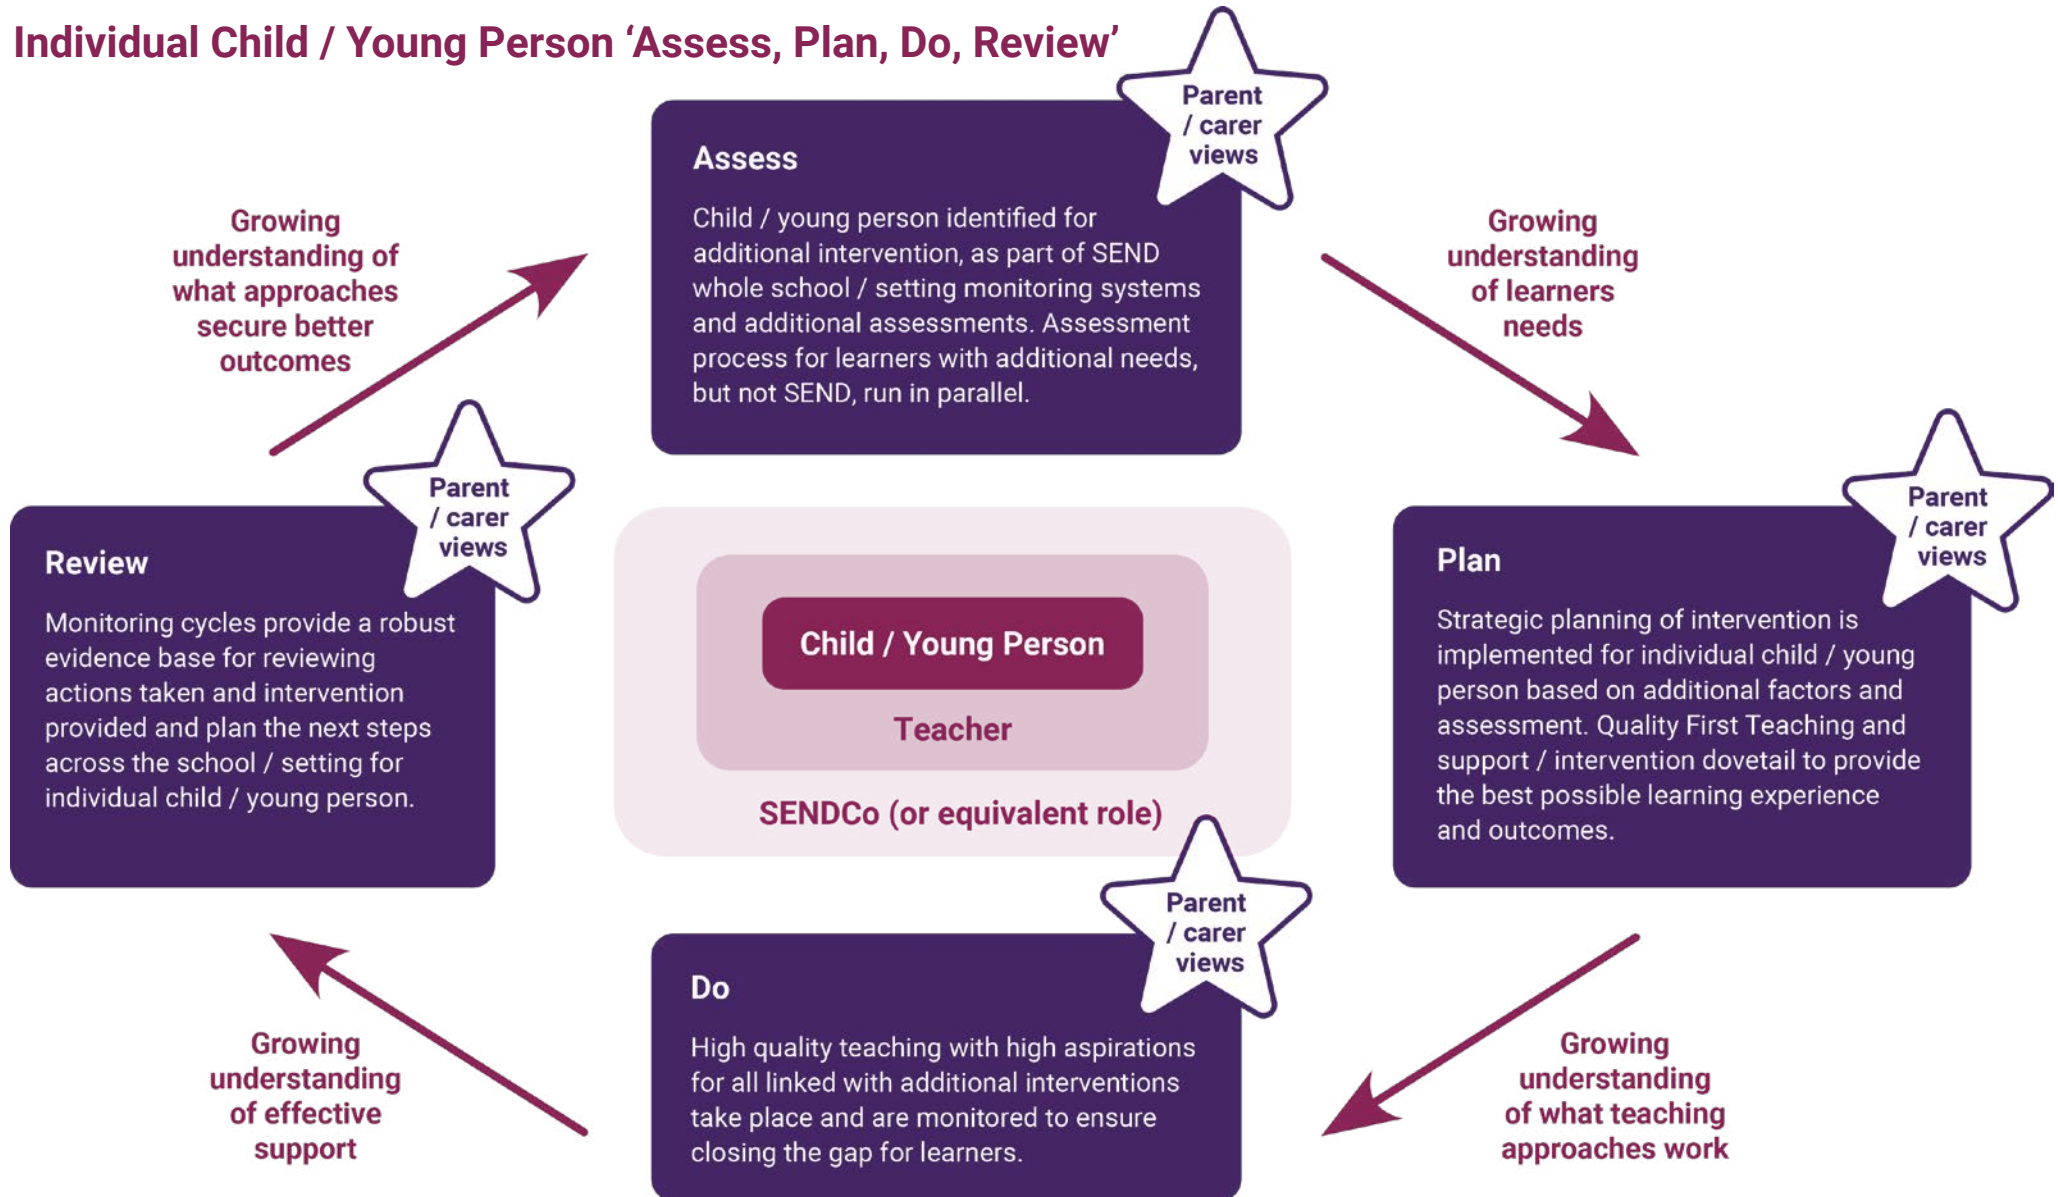 Individual Child / Young Person ‘Assess, Plan, Do, Review’
Parent
/ carer
views
Assess
Child / young person identified for
additional intervention, as part of SEND
whole school / setting monitoring systems
and additional assessments. Assessment
process for learners with additional needs,
but not SEND, run in parallel.
Growing
understanding
of learners
needs
Parent
/ carer
views
Plan
Strategic planning of intervention is
implemented for individual child / young
person based on additional factors and
assessment. Quality First Teaching and
support / intervention dovetail to provide
the best possible learning experience
and outcomes.
Growing
understanding
of what teaching
approaches work
Parent
/ carer
views
Do
High quality teaching with high aspirations
for all linked with additional interventions
take place and are monitored to ensure
closing the gap for learners.
Growing
understanding
of effective
support
Parent
/ carer
views
Review
Monitoring cycles provide a robust
evidence base for reviewing
actions taken and intervention
provided and plan the next steps
across the school / setting for
individual child / young person.
Growing
understanding of
what approaches
secure better
outcomes
Child / Young Person
Teacher
SENDCo (or equivalent role)